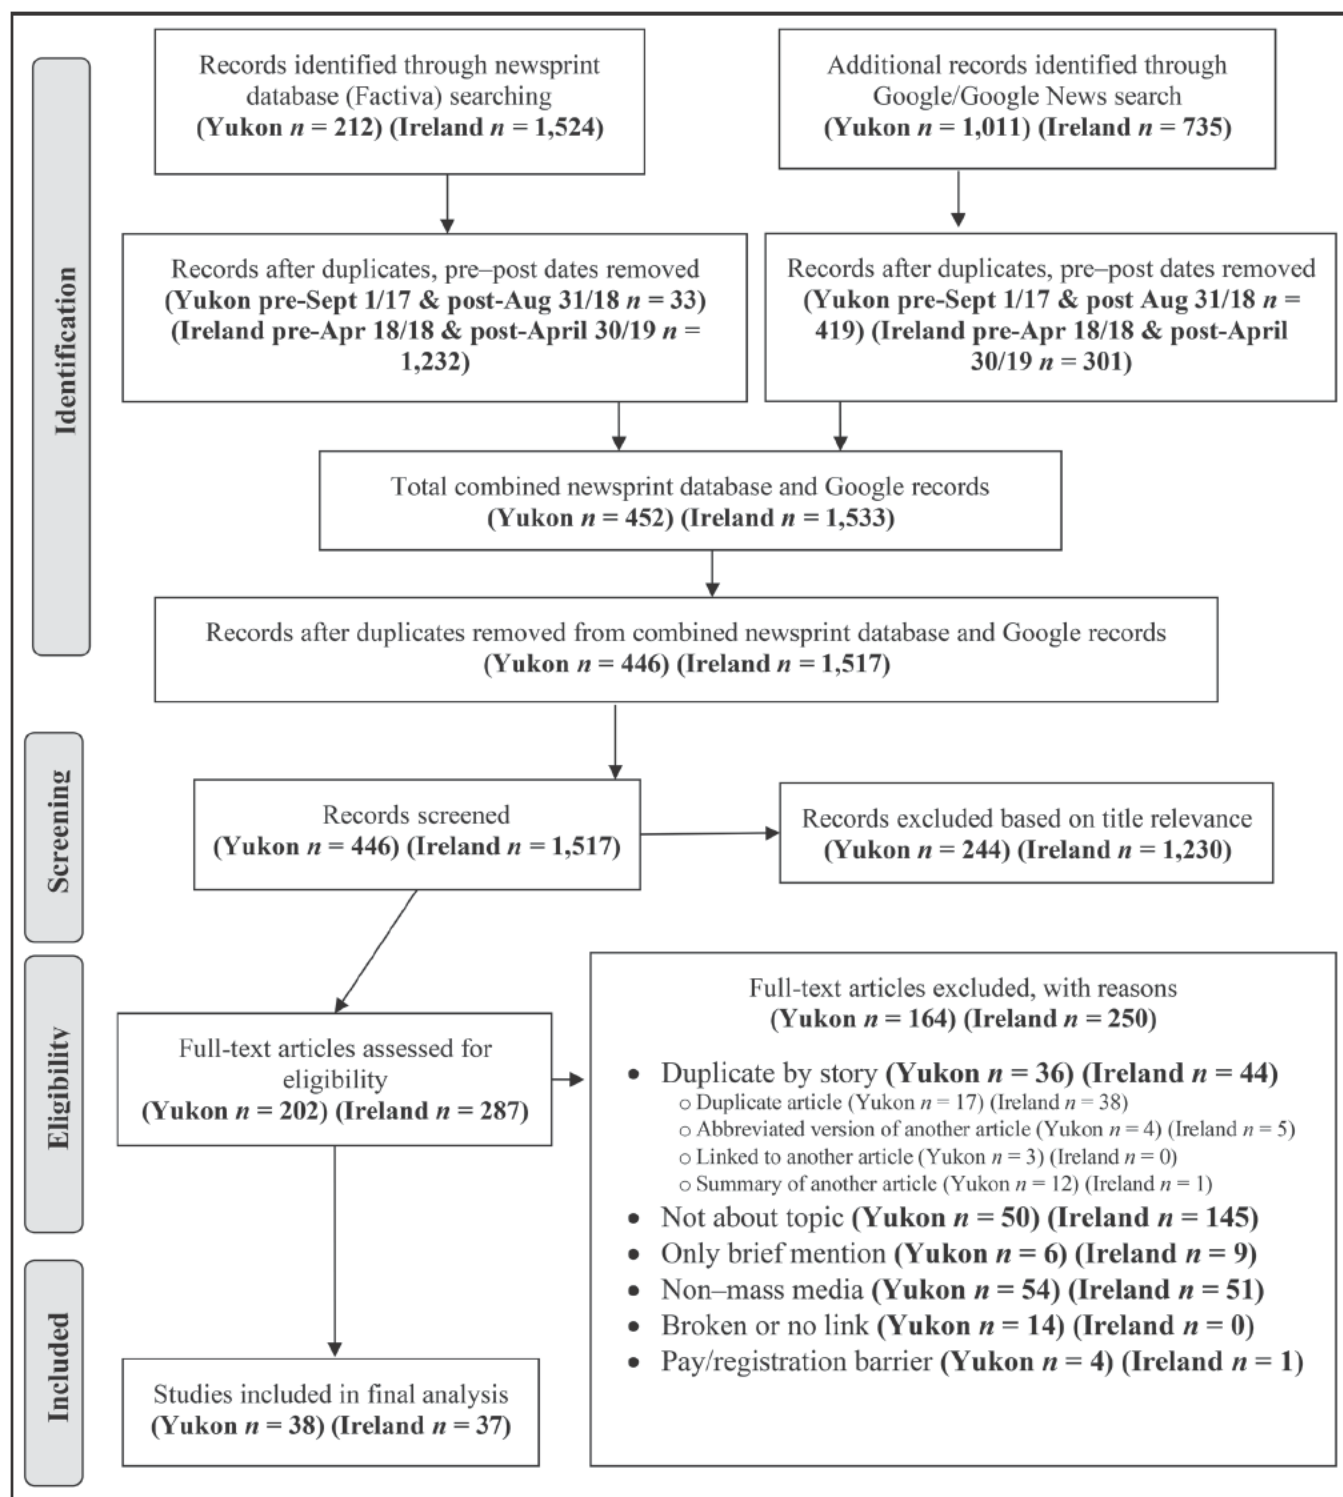 Identification
Records identified through newsprint
database (Factiva) searching
(Yukon n = 212) (Ireland n = 1,524)
Additional records identified through
Google/Google News search
(Yukon n = 1,011) (Ireland n = 735)
Records after duplicates, pre–post dates removed
(Yukon pre-Sept 1/17 & post-Aug 31/18 n = 33)
(Ireland pre-Apr 18/18 & post-April 30/19 n =
1,232)
Records after duplicates, pre–post dates removed
(Yukon pre-Sept 1/17 & post Aug 31/18 n =
419) (Ireland pre-Apr 18/18 & post-April
30/19 n = 301)
Total combined newsprint database and Google records
(Yukon n = 452) (Ireland n = 1,533)
Records after duplicates removed from combined newsprint database and Google records
(Yukon n = 446) (Ireland n = 1,517)
Screening
Records screened
(Yukon n = 446) (Ireland n = 1,517)
Records excluded based on title relevance
(Yukon n = 244) (Ireland n = 1,230)
Eligibility
Full-text articles assessed for
eligibility
(Yukon n = 202) (Ireland n = 287)
Full-text articles excluded, with reasons
(Yukon n = 164) (Ireland n = 250)
• Duplicate by story (Yukon n = 36) (Ireland n = 44)
o Duplicate article (Yukon n = 17) (Ireland n = 38)
o Abbreviated version of another article (Yukon n = 4) (Ireland n = 5)
o Linked to another article (Yukon n = 3) (Ireland n = 0)
o Summary of another article (Yukon n = 12) (Ireland n = 1)
• Not about topic (Yukon n = 50) (Ireland n = 145)
• Only brief mention (Yukon n = 6) (Ireland n = 9)
• Non–mass media (Yukon n = 54) (Ireland n = 51)
• Broken or no link (Yukon n = 14) (Ireland n = 0)
• Pay/registration barrier (Yukon n = 4) (Ireland n = 1)
Included
Studies included in final analysis
(Yukon n = 38) (Ireland n = 37)